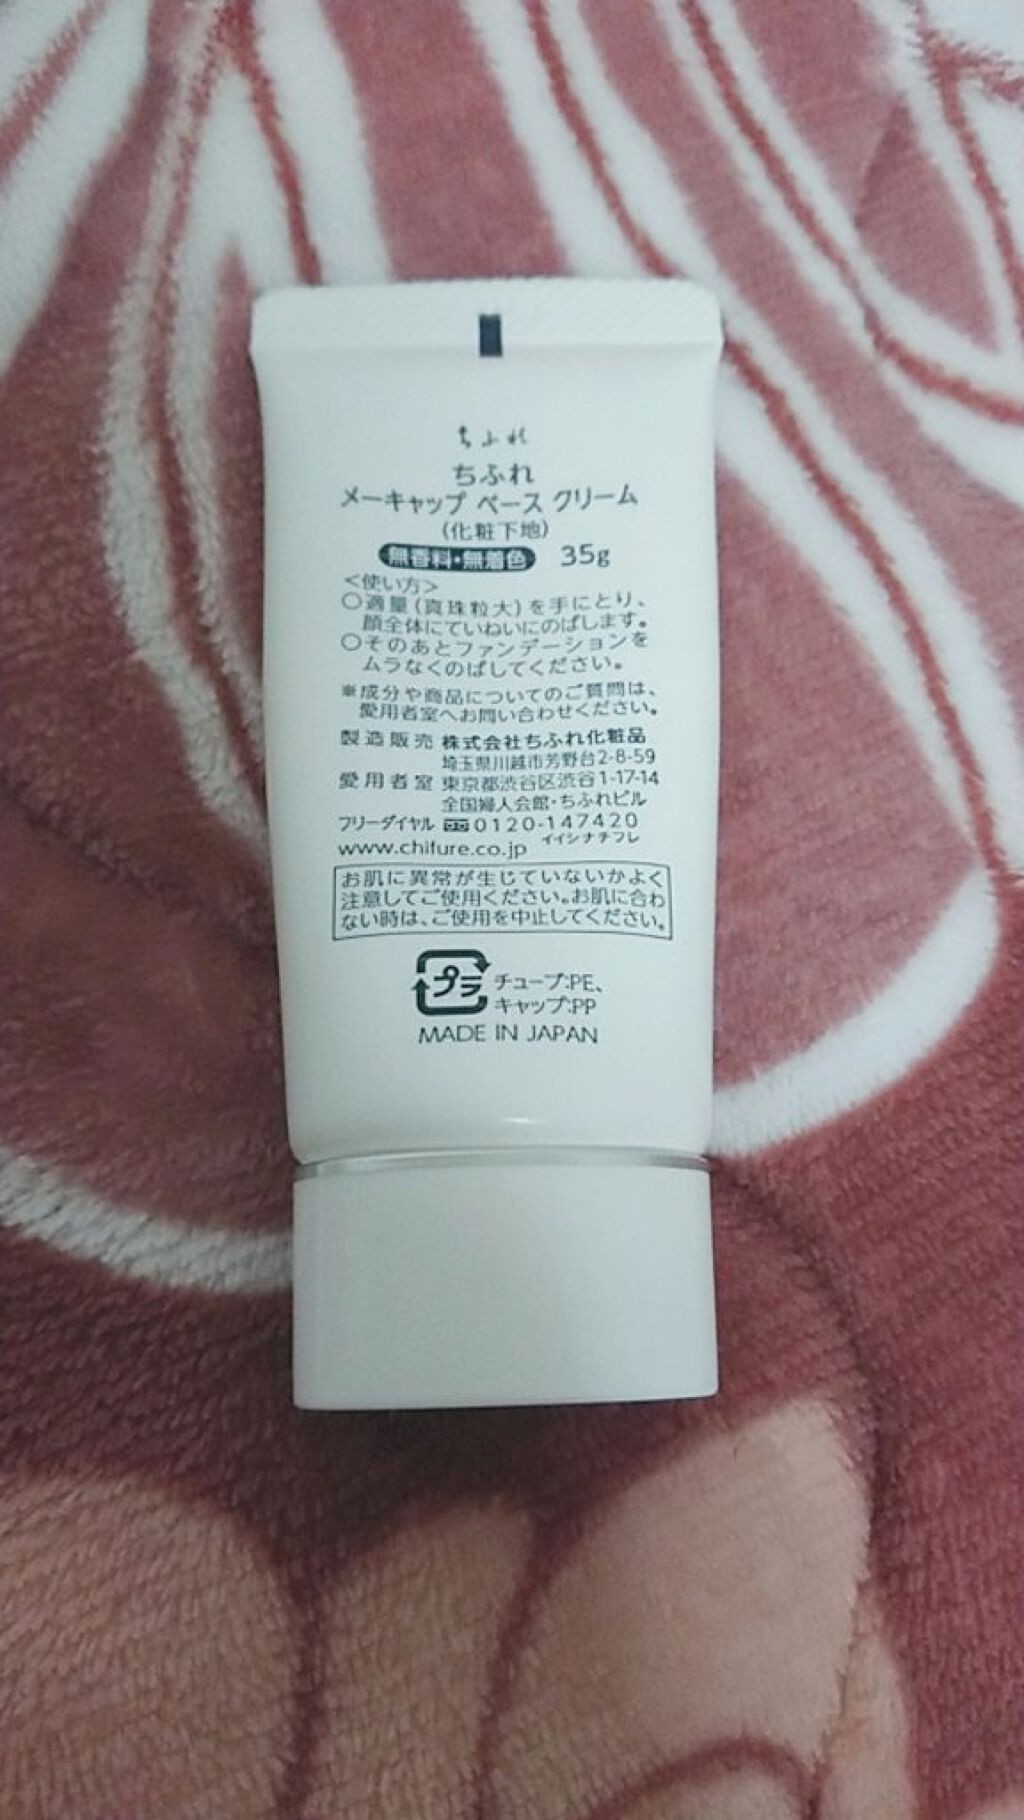 ちふれ
ちふれ
メーキャップ ベース クリーム
(化粧下地)
無香料・無着色 35g
<使い方>
○適量(真珠粒大)を手にとり、
顔全体にていねいにのばします。
○そのあとファンデーションを
ムラなくのばしてください。
※成分や商品についてのご質問は、
愛用者室へお問い合わせください。
製造販売 株式会社ちふれ化粧品
埼玉県川越市芳野台2-8-59
愛用者室 東京都渋谷区渋谷1-17-14
全国婦人会館・ちふれビル
フリーダイヤル 0120-147420
イイシナチフレ
www.chifure.co.jp
お肌に異常が生じていないかよく
注意してご使用ください。お肌に合わ
ない時は、ご使用を中止してください。
プラ チューブ:PE、
キャップ:PP
MADE IN JAPAN